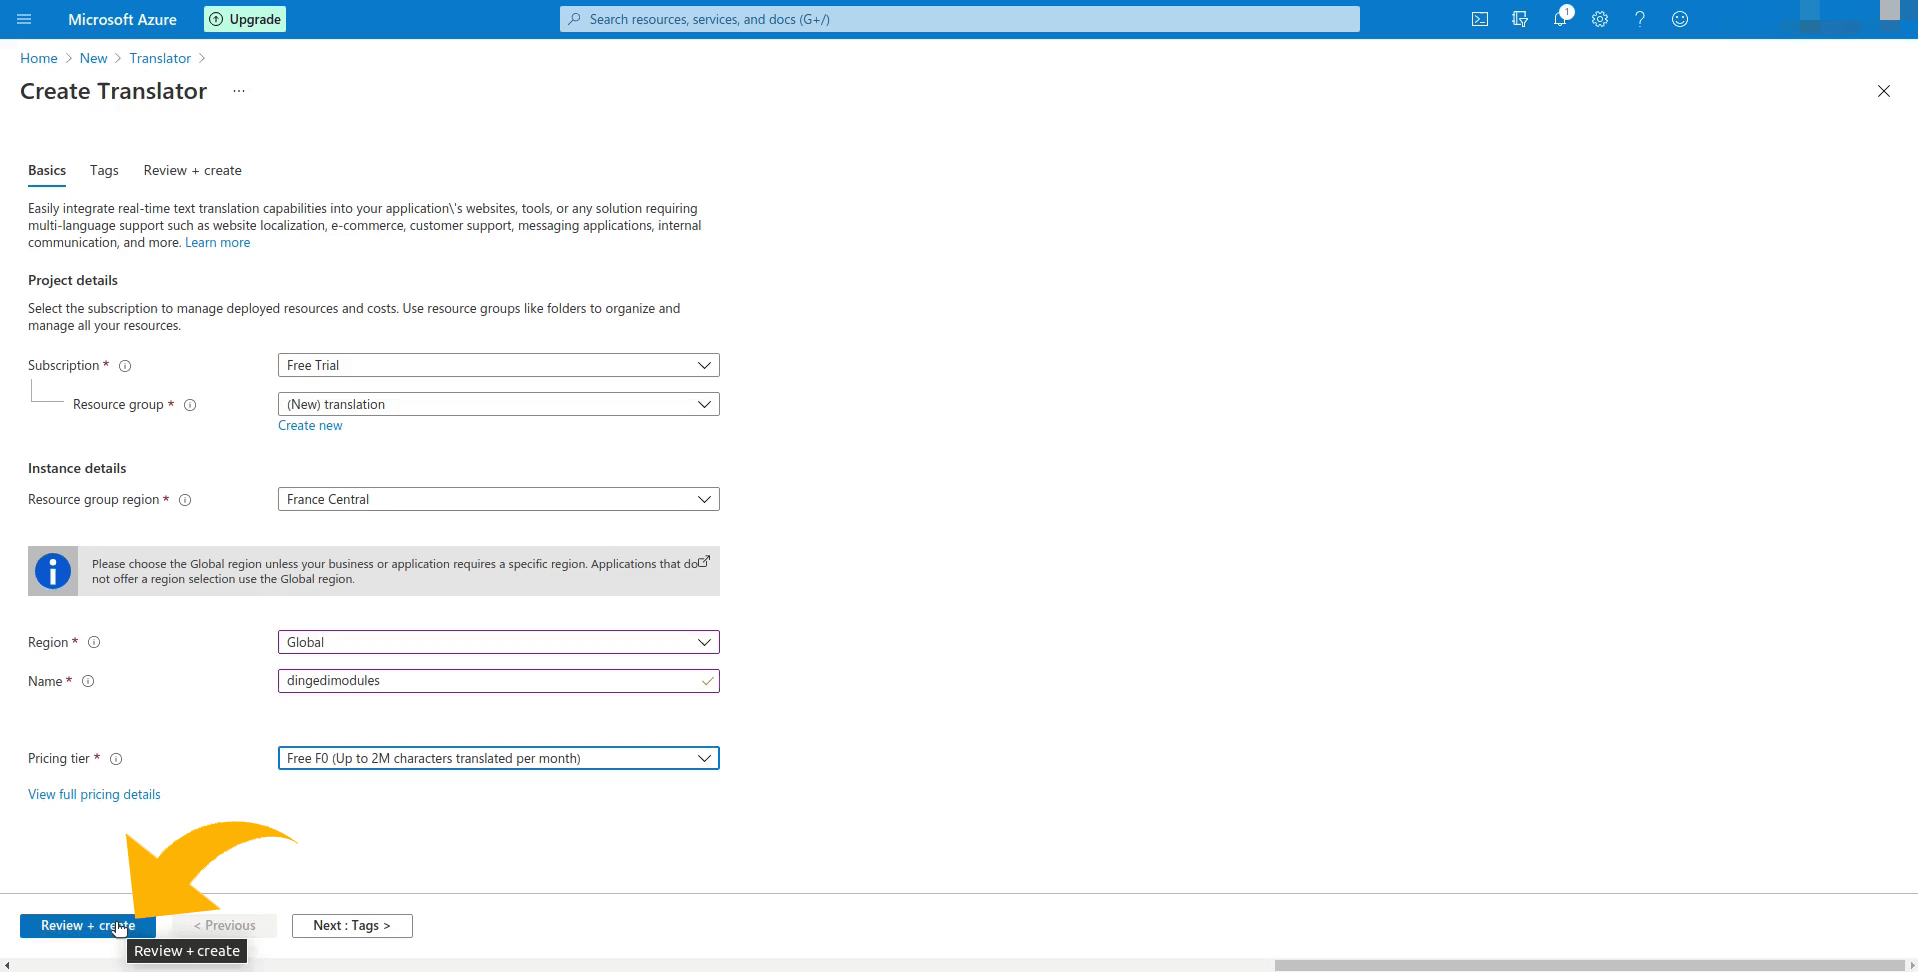 Microsoft Azure
Upgrade
Search resources, services, and docs (G+/)
1
Home > New > Translator >
Create Translator ...
Basics
Tags
Review + create
Easily integrate real-time text translation capabilities into your application\'s websites, tools, or any solution requiring
multi-language support such as website localization, e-commerce, customer support, messaging applications, internal
communication, and more. Learn more
Project details
Select the subscription to manage deployed resources and costs. Use resource groups like folders to organize and
manage all your resources.
Subscription *
Free Trial
Resource group *
(New) translation
Create new
Instance details
Resource group region *
France Central
Please choose the Global region unless your business or application requires a specific region. Applications that do
not offer a region selection use the Global region.
Region *
Global
Name *
dingedimodules
Pricing tier *
Free F0 (Up to 2M characters translated per month)
View full pricing details
Review + create
< Previous
Next : Tags >
Review + create